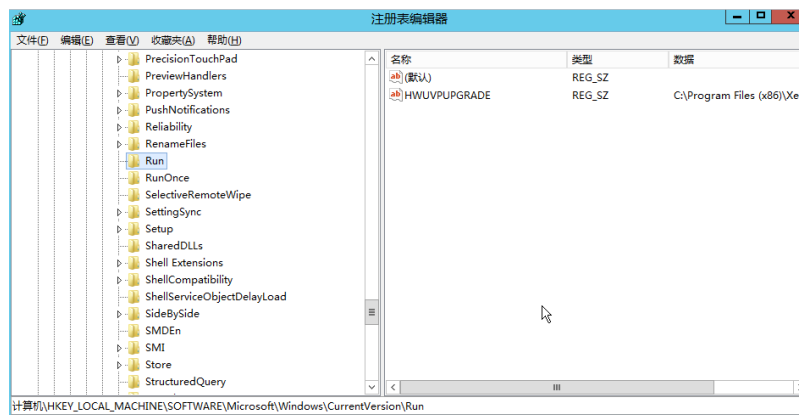 注册表编辑器
文件(F) 编辑(E) 查看(V) 收藏夹(A) 帮助(H)
PrecisionTouchPad
PreviewHandlers
PropertySystem
PushNotifications
Reliability
RenameFiles
Run
RunOnce
SelectiveRemoteWipe
SettingSync
Setup
SharedDLLs
Shell Extensions
ShellCompatibility
ShellServiceObjectDelayLoad
SideBySide
SMDEn
SMI
Store
StructuredQuery
名称 类型 数据
ab (默认) REG_SZ
ab HWUVPUPGRADE REG_SZ C:\Program Files (x86)\Xe
计算机\HKEY_LOCAL_MACHINE\SOFTWARE\Microsoft\Windows\CurrentVersion\Run